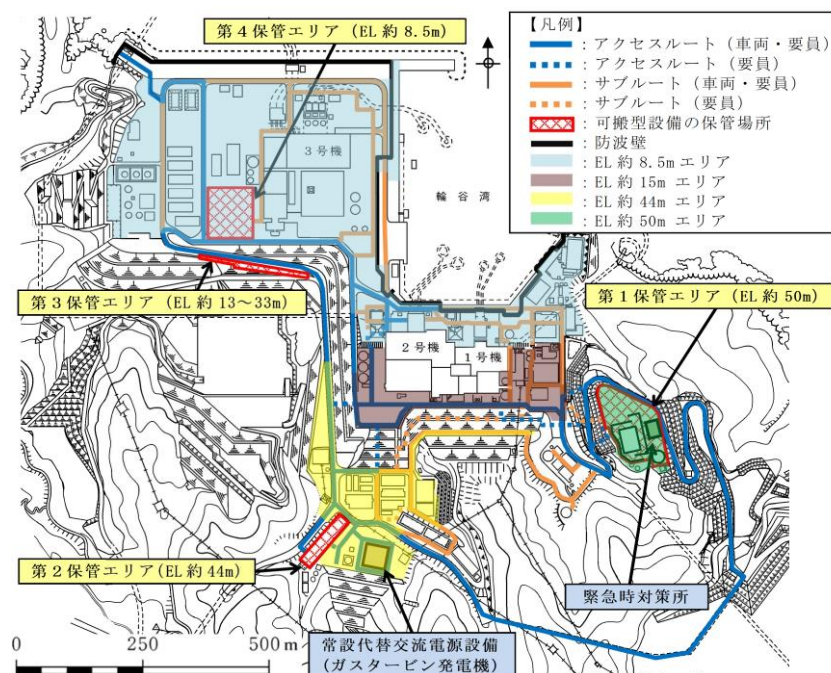 第４保管エリア（EL 約 8.5m）
【凡例】
：アクセスルート（車両・要員）
：アクセスルート（要員）
：サブルート（車両・要員）
：サブルート（要員）
：可搬型設備の保管場所
：防波壁
：EL 約 8.5m エリア
：EL 約 15m エリア
：EL 約 44m エリア
：EL 約 50m エリア
３号機
輪谷湾
第３保管エリア（EL 約 13～33m）
第１保管エリア（EL 約 50m）
２号機
１号機
第２保管エリア（EL 約 44m）
緊急時対策所
常設代替交流電源設備
（ガスタービン発電機）
0 250 500 m